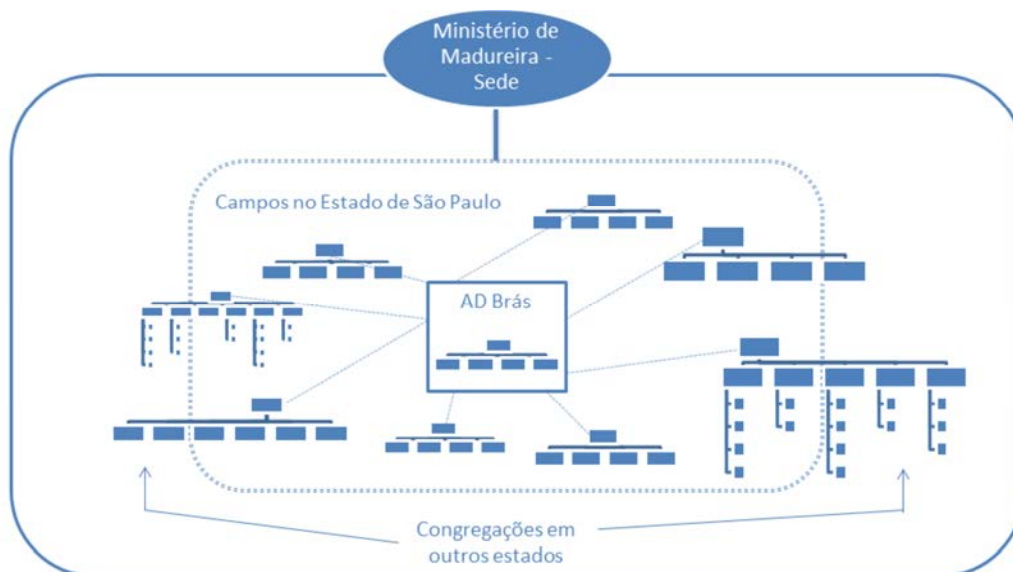 Ministério de
Madureira -
Sede
Campos no Estado de São Paulo
AD Brás
Congregações em
outros estados